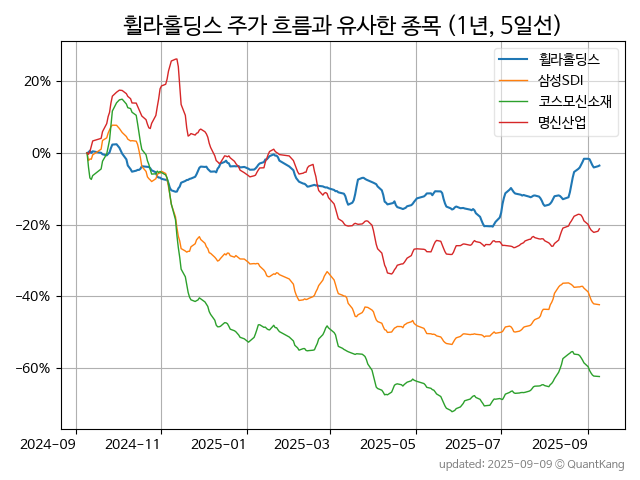 휠라홀딩스 주가 흐름과 유사한 종목 (1년, 5일선)
휠라홀딩스
삼성SDI
코스모신소재
명신산업
20%
0%
−20%
−40%
−60%
2024-09 2024-11 2025-01 2025-03 2025-05 2025-07 2025-09
updated: 2025-09-09 © QuantKang